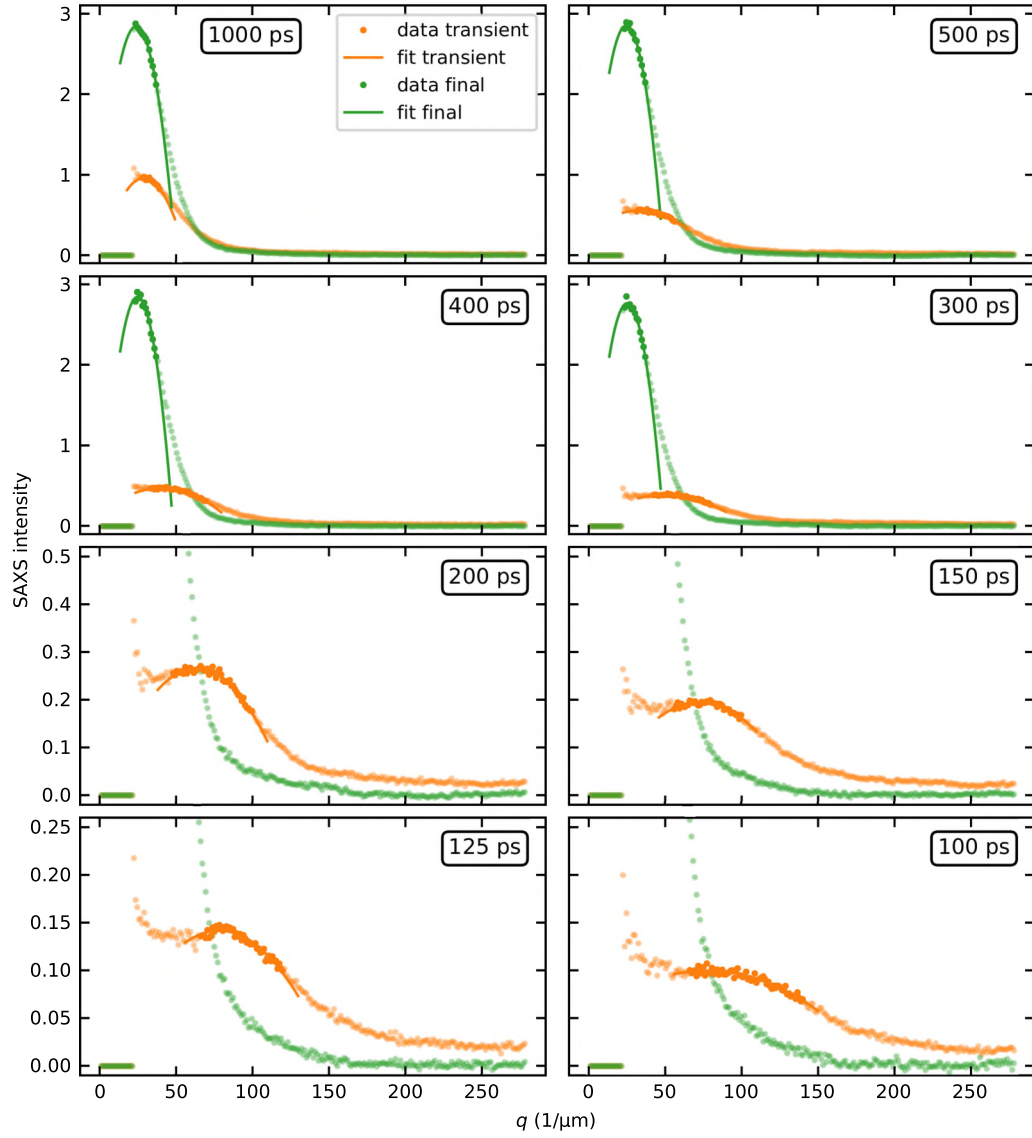 3
2
1
0
1000 ps
data transient
fit transient
data final
fit final
500 ps
3
2
1
0
400 ps
300 ps
SAXS intensity
0.5
0.4
0.3
0.2
0.1
0.0
200 ps
150 ps
0.25
0.20
0.15
0.10
0.05
0.00
125 ps
100 ps
0 50 100 150 200 250
0 50 100 150 200 250
q (1/µm)